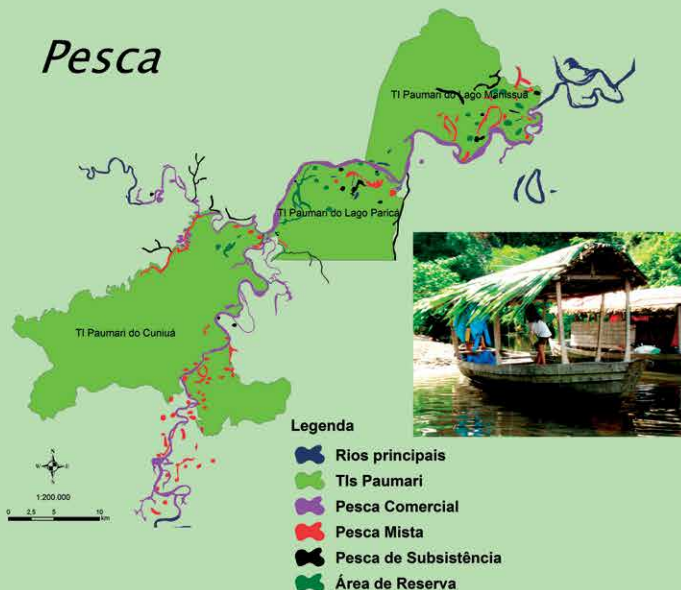 Pesca
TI Paumari do Lago Manissuã
TI Paumari do Lago Paricá
TI Paumari do Cuniuá
Legenda
Rios principais
TIs Paumari
Pesca Comercial
Pesca Mista
Pesca de Subsistência
Área de Reserva
N
W E
S
1:200.000
0 2,5 5 10
km